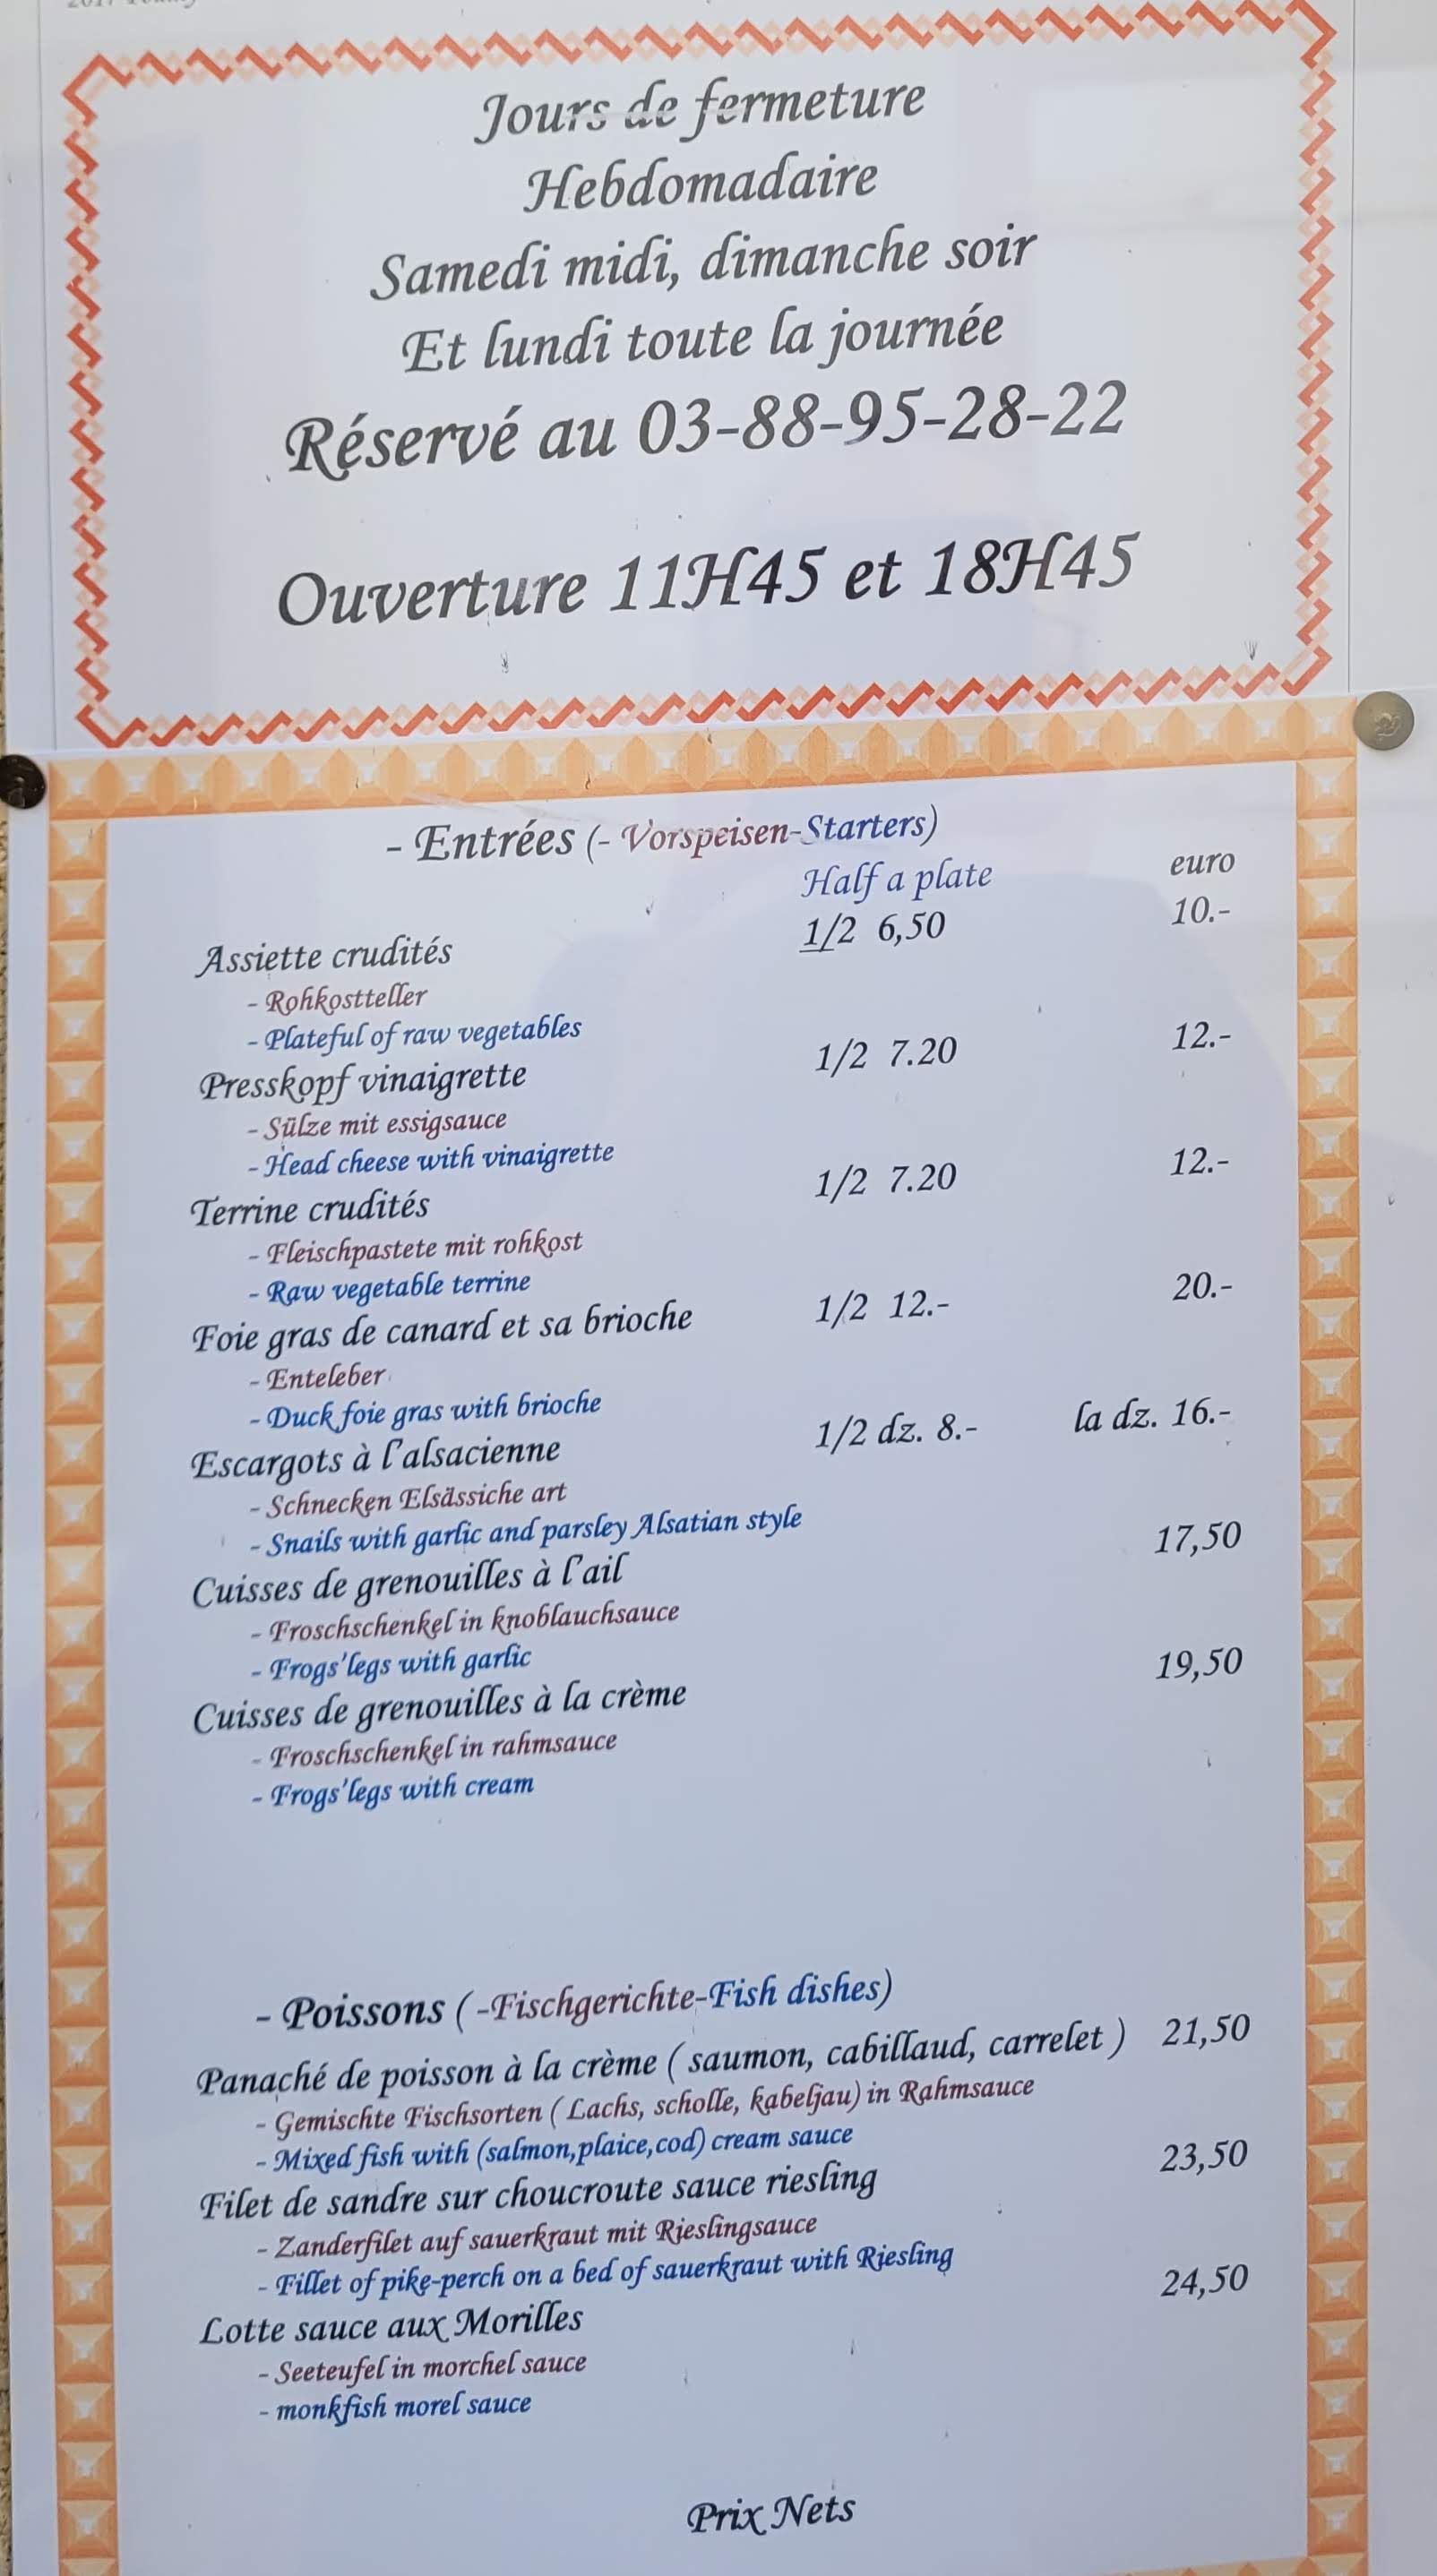 Jours de fermeture
Hebdomadaire
Samedi midi, dimanche soir
Et lundi toute la journée
Réservé au 03-88-95-28-22
Ouverture 11H45 et 18H45
- Entrées (- Vorspeisen-Starters)
Half a plate euro
Assiette crudités 1/2 6,50 10.-
- Rohkostteller
- Plateful of raw vegetables
Presskopf vinaigrette 1/2 7.20 12.-
- Sülze mit essigsauce
- Head cheese with vinaigrette
Terrine crudités 1/2 7.20 12.-
- Fleischpastete mit rohkost
- Raw vegetable terrine
Foie gras de canard et sa brioche 1/2 12.- 20.-
- Enteleber
- Duck foie gras with brioche
Escargots à l'alsacienne 1/2 dz. 8.- la dz. 16.-
- Schnecken Elsässiche art
- Snails with garlic and parsley Alsatian style
Cuisses de grenouilles à l'ail 17,50
- Froschschenkel in knoblauchsauce
- Frogs'legs with garlic
Cuisses de grenouilles à la crème 19,50
- Froschschenkel in rahmsauce
- Frogs'legs with cream
- Poissons ( -Fischgerichte-Fish dishes)
Panaché de poisson à la crème ( saumon, cabillaud, carrelet ) 21,50
- Gemischte Fischsorten ( Lachs, scholle, kabeljau) in Rahmsauce
- Mixed fish with (salmon,plaice,cod) cream sauce
Filet de sandre sur choucroute sauce riesling 23,50
- Zanderfilet auf sauerkraut mit Rieslingsauce
- Fillet of pike-perch on a bed of sauerkraut with Riesling
Lotte sauce aux Morilles 24,50
- Seeteufel in morchel sauce
- monkfish morel sauce
Prix Nets